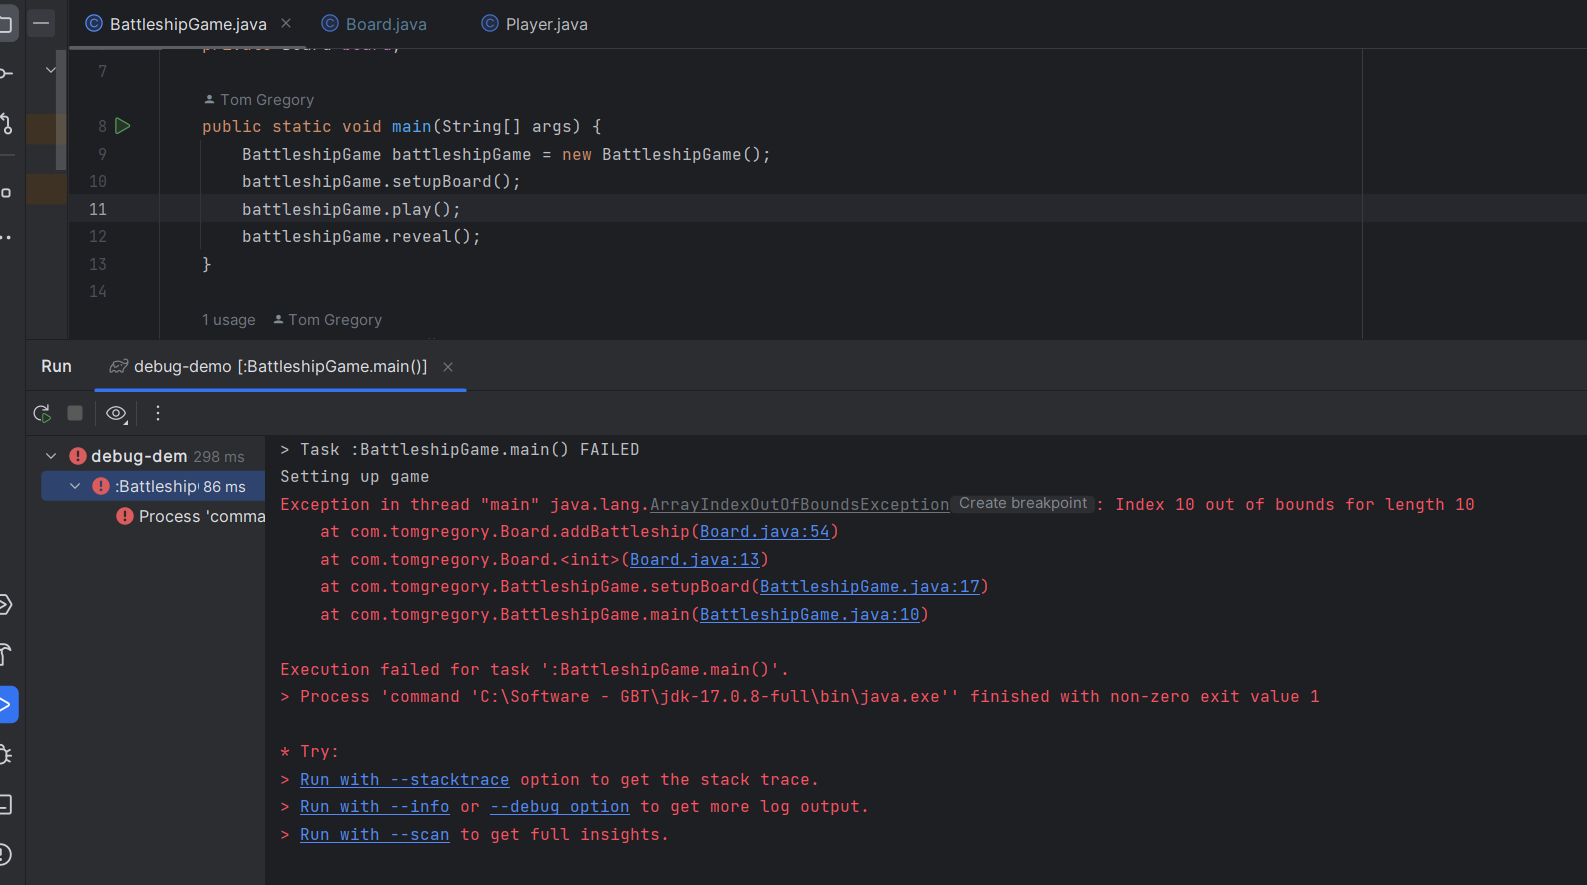 BattleshipGame.java
Board.java
Player.java
7
Tom Gregory
8 public static void main(String[] args) {
9 BattleshipGame battleshipGame = new BattleshipGame();
10 battleshipGame.setupBoard();
11 battleshipGame.play();
12 battleshipGame.reveal();
13 }
14
1 usage Tom Gregory
Run debug-demo [:BattleshipGame.main()]
debug-dem 298 ms
:Battleship 86 ms
Process 'comma
> Task :BattleshipGame.main() FAILED
Setting up game
Exception in thread "main" java.lang.ArrayIndexOutOfBoundsException Create breakpoint : Index 10 out of bounds for length 10
at com.tomgregory.Board.addBattleship(Board.java:54)
at com.tomgregory.Board.<init>(Board.java:13)
at com.tomgregory.BattleshipGame.setupBoard(BattleshipGame.java:17)
at com.tomgregory.BattleshipGame.main(BattleshipGame.java:10)
Execution failed for task ':BattleshipGame.main()'.
> Process 'command 'C:\Software - GBT\jdk-17.0.8-full\bin\java.exe'' finished with non-zero exit value 1
* Try:
> Run with --stacktrace option to get the stack trace.
> Run with --info or --debug option to get more log output.
> Run with --scan to get full insights.